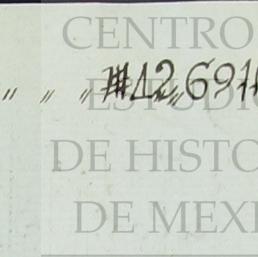 CENTRO
" " "#12691
ESTUDIO
DE HISTO
DE MEXI